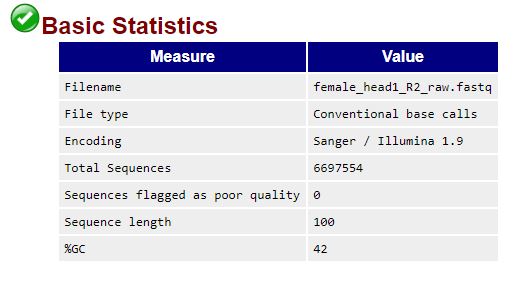 Basic Statistics
Measure Value
Filename female_head1_R2_raw.fastq
File type Conventional base calls
Encoding Sanger / Illumina 1.9
Total Sequences 6697554
Sequences flagged as poor quality 0
Sequence length 100
%GC 42